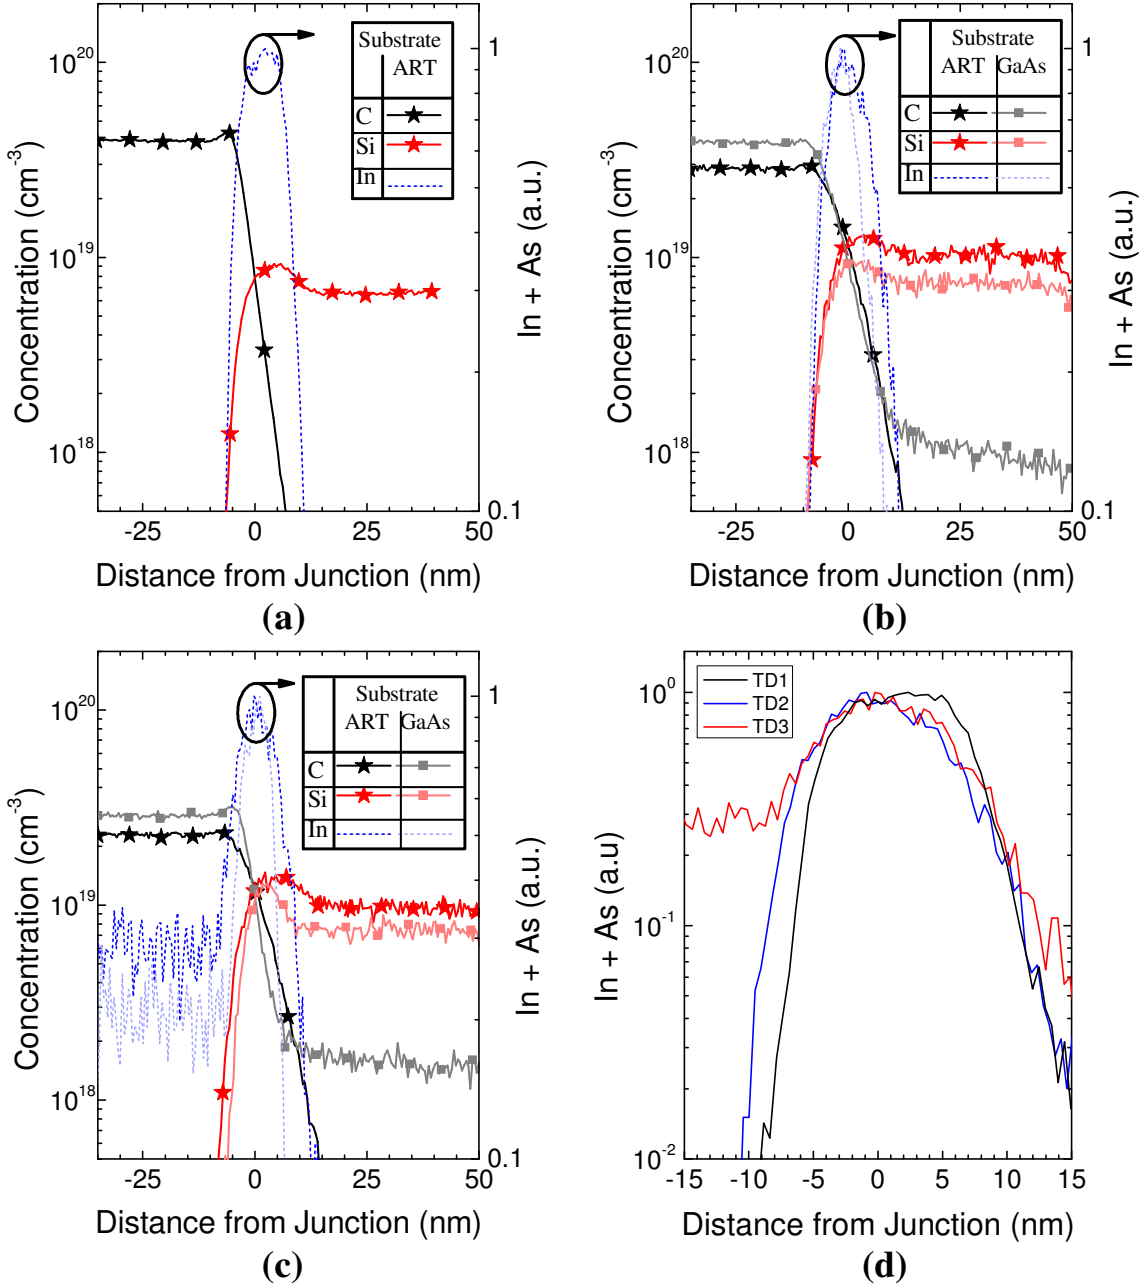 Substrate
ART
C
Si
In
10^20
10^19
10^18
Concentration (cm^-3)
1
0.1
In + As (a.u.)
-25 0 25 50
Distance from Junction (nm)
(a)
Substrate
ART GaAs
C
Si
In
10^20
10^19
10^18
Concentration (cm^-3)
1
0.1
In + As (a.u.)
-25 0 25 50
Distance from Junction (nm)
(b)
Substrate
ART GaAs
C
Si
In
10^20
10^19
10^18
Concentration (cm^-3)
1
0.1
In + As (a.u.)
-25 0 25 50
Distance from Junction (nm)
(c)
TD1
TD2
TD3
10^0
10^-1
10^-2
In + As (a.u)
-15 -10 -5 0 5 10 15
Distance from Junction (nm)
(d)